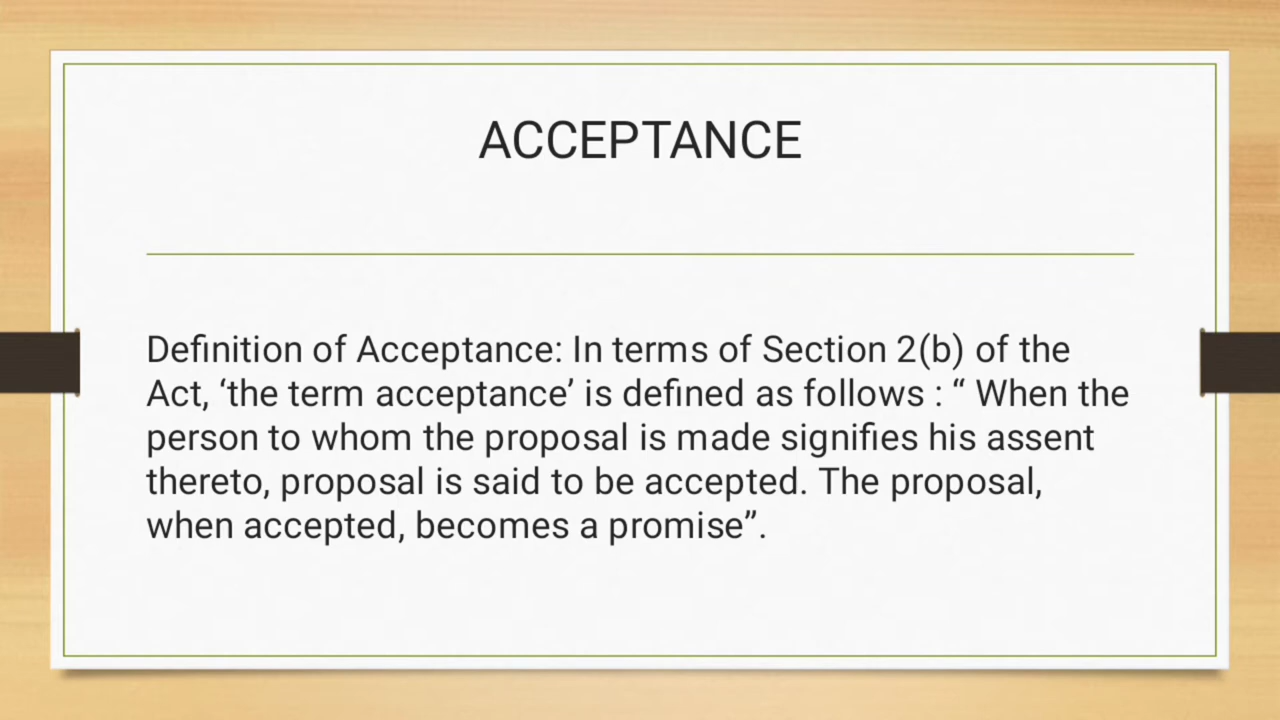 ACCEPTANCE
Definition of Acceptance: In terms of Section 2(b) of the
Act, ‘the term acceptance’ is defined as follows : “ When the
person to whom the proposal is made signifies his assent
thereto, proposal is said to be accepted. The proposal,
when accepted, becomes a promise”.